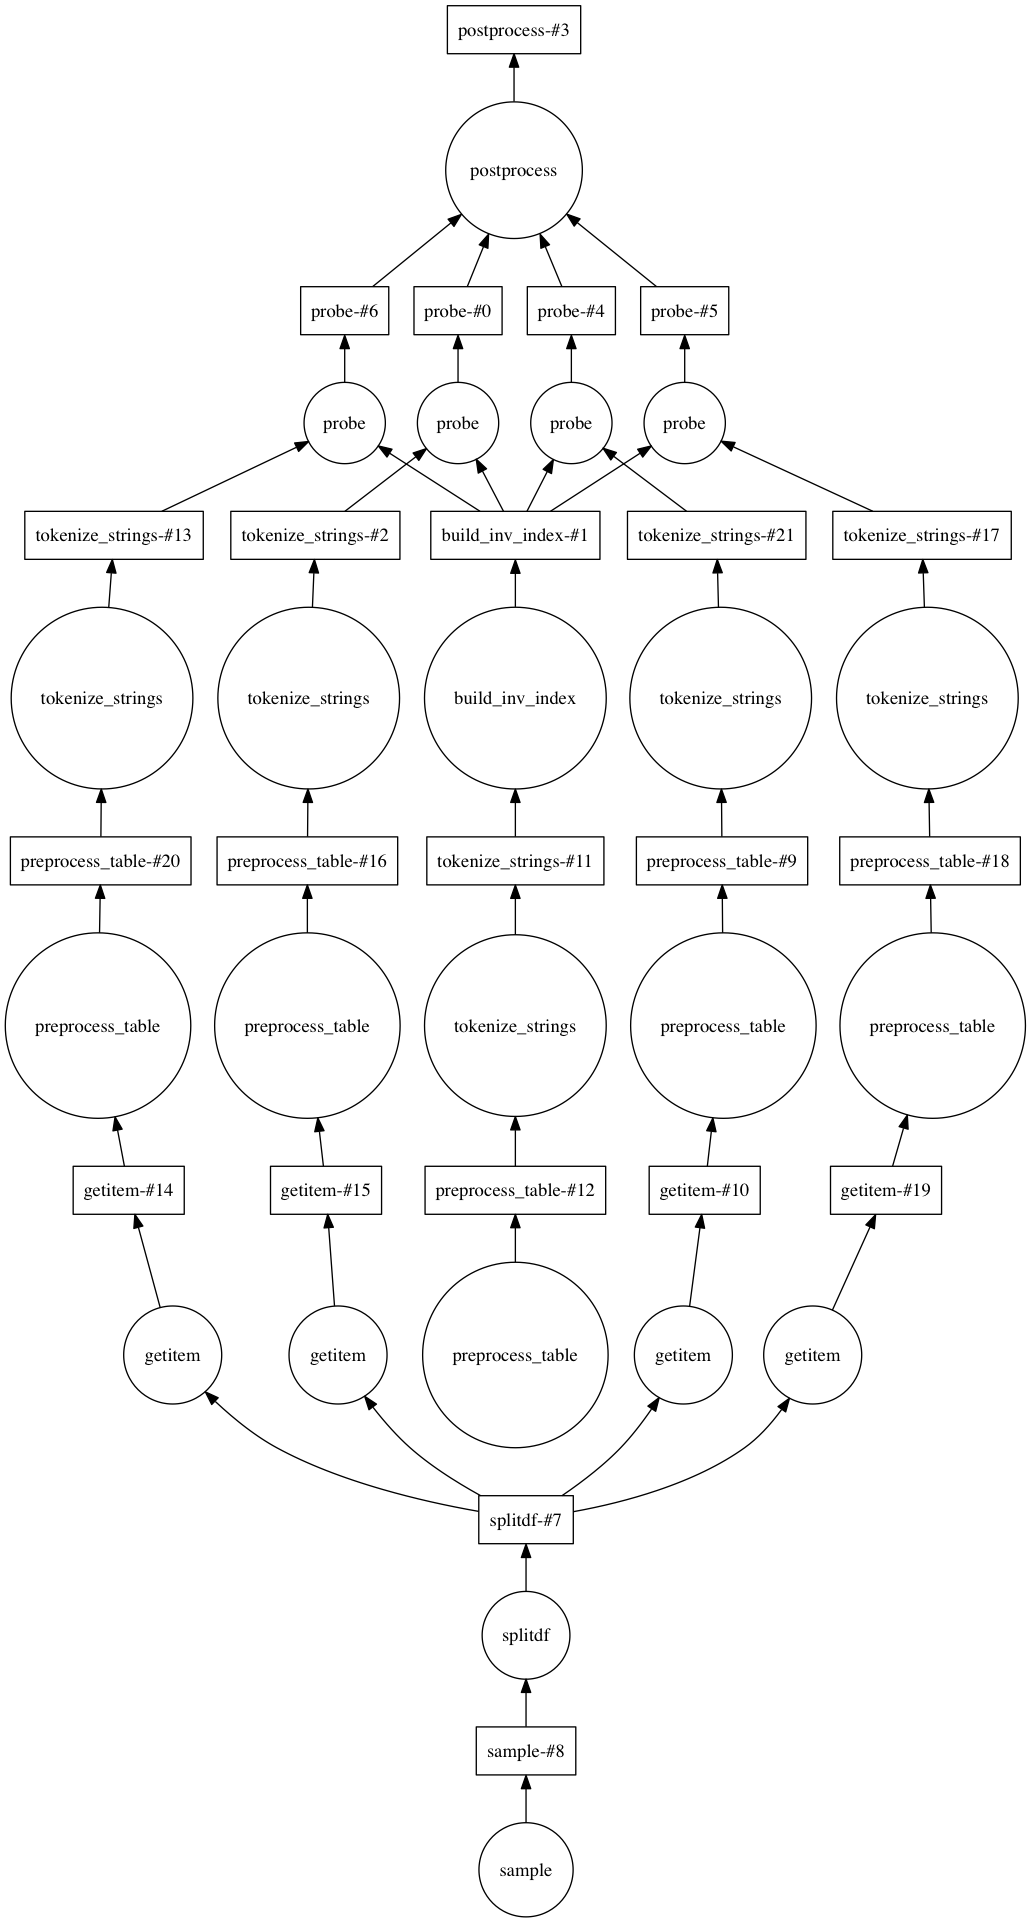 postprocess-#3
postprocess
probe-#6
probe-#0
probe-#4
probe-#5
probe
probe
probe
probe
tokenize_strings-#13
tokenize_strings-#2
build_inv_index-#1
tokenize_strings-#21
tokenize_strings-#17
tokenize_strings
tokenize_strings
build_inv_index
tokenize_strings
tokenize_strings
preprocess_table-#20
preprocess_table-#16
tokenize_strings-#11
preprocess_table-#9
preprocess_table-#18
preprocess_table
preprocess_table
tokenize_strings
preprocess_table
preprocess_table
getitem-#14
getitem-#15
preprocess_table-#12
getitem-#10
getitem-#19
getitem
getitem
preprocess_table
getitem
getitem
splitdf-#7
splitdf
sample-#8
sample